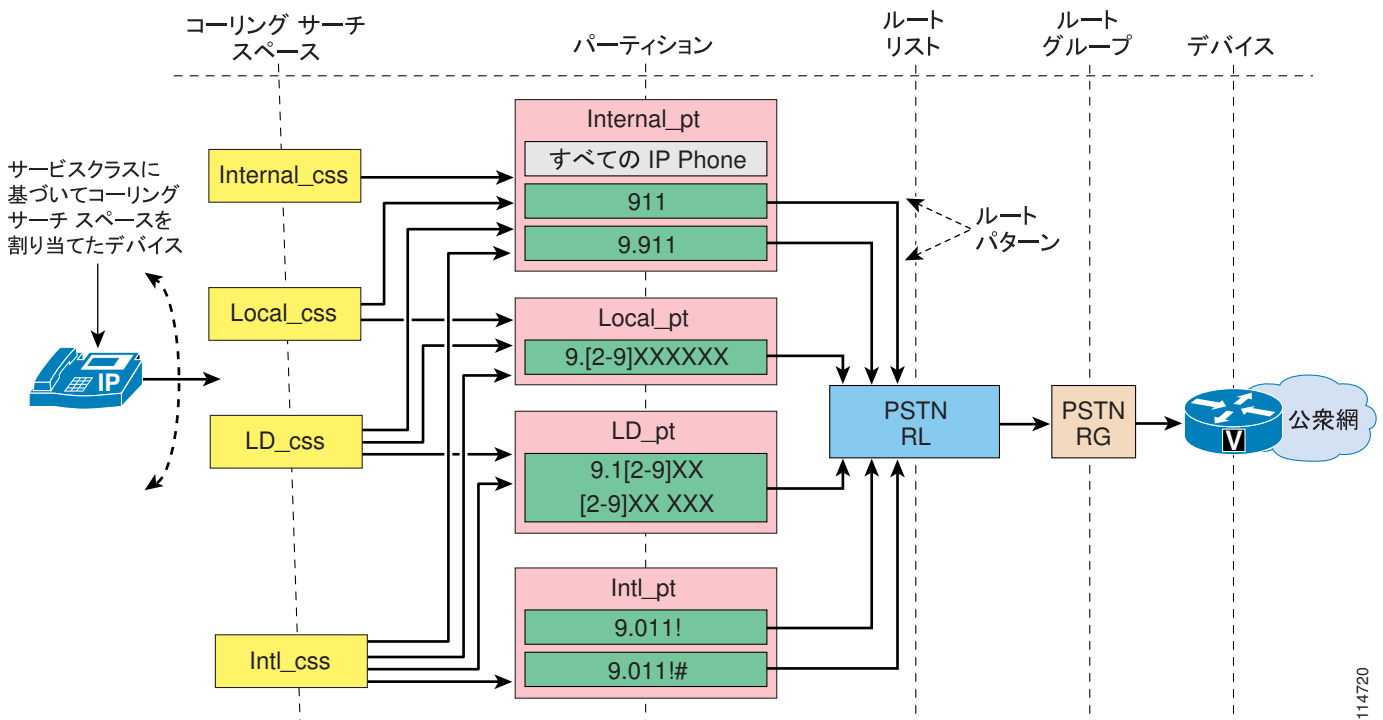 コーリング サーチ
スペース
パーティション
ルート
リスト
ルート
グループ
デバイス
サービスクラスに
基づいてコーリング
サーチ スペースを
割り当てたデバイス
IP
Internal_css
Local_css
LD_css
Intl_css
Internal_pt
すべての IP Phone
911
9.911
Local_pt
9.[2-9]XXXXXX
LD_pt
9.1[2-9]XX
[2-9]XX XXX
Intl_pt
9.011!
9.011!#
ルート
パターン
PSTN
RL
PSTN
RG
V
公衆網
114720